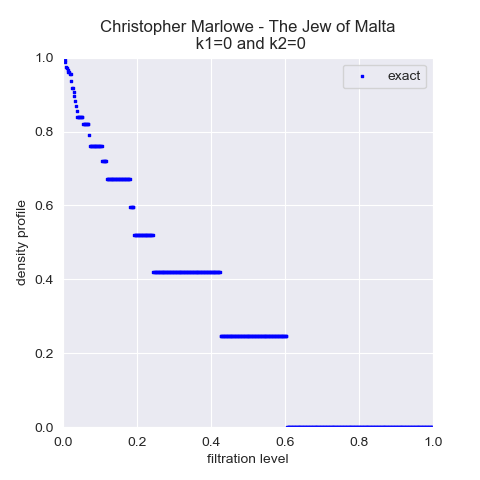 Christopher Marlowe - The Jew of Malta
k1=0 and k2=0
exact
density profile
1.0
0.8
0.6
0.4
0.2
0.0
0.0 0.2 0.4 0.6 0.8 1.0
filtration level